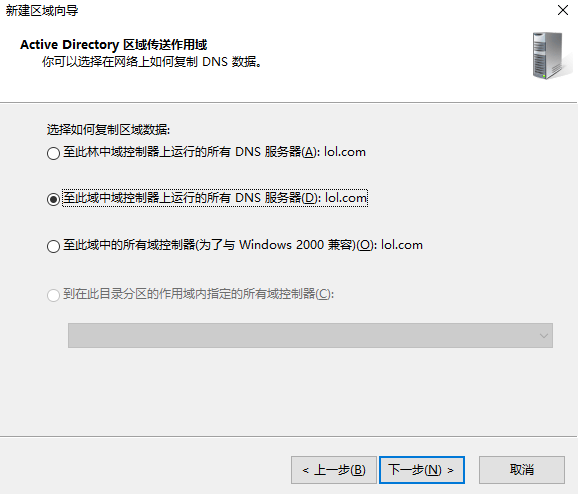 新建区域向导
Active Directory 区域传送作用域
你可以选择在网络上如何复制 DNS 数据。
选择如何复制区域数据:
至此林中域控制器上运行的所有 DNS 服务器(A): lol.com
至此域中域控制器上运行的所有 DNS 服务器(D): lol.com
至此域中的所有域控制器(为了与 Windows 2000 兼容)(O): lol.com
到在此目录分区的作用域内指定的所有域控制器(C):
< 上一步(B)
下一步(N) >
取消